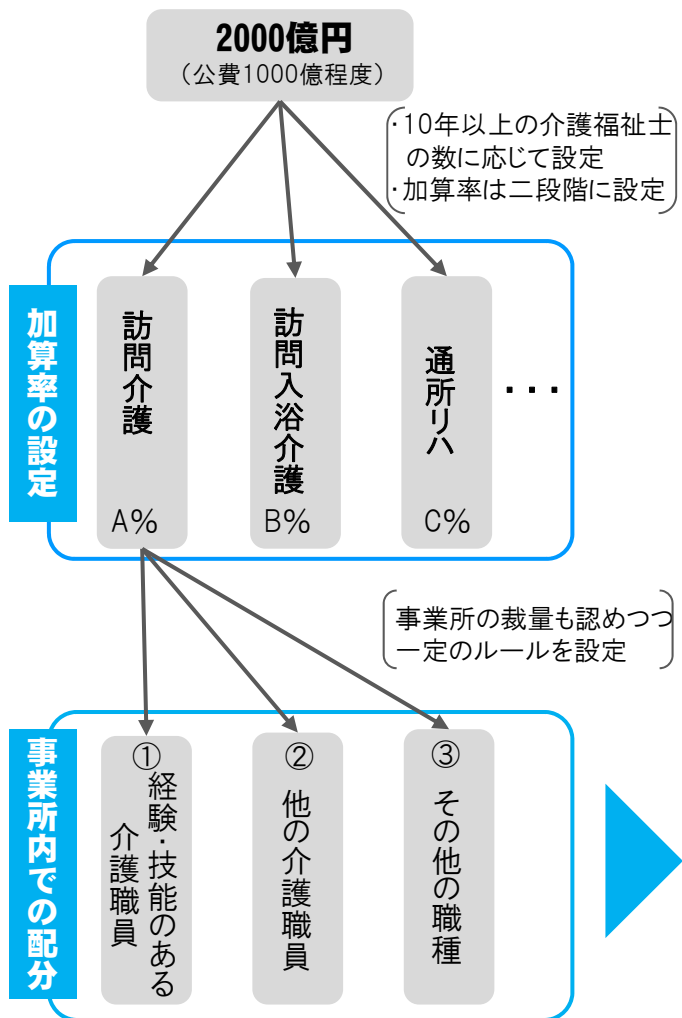 2000億円
（公費1000億程度）
・10年以上の介護福祉士
の数に応じて設定
・加算率は二段階に設定
加算率の設定
訪問介護
A%
訪問入浴介護
B%
通所リハ
C%
・・・
事業所の裁量も認めつつ
一定のルールを設定
事業所内での配分
①
経験・技能のある
介護職員
②
他の介護職員
③
その他の職種